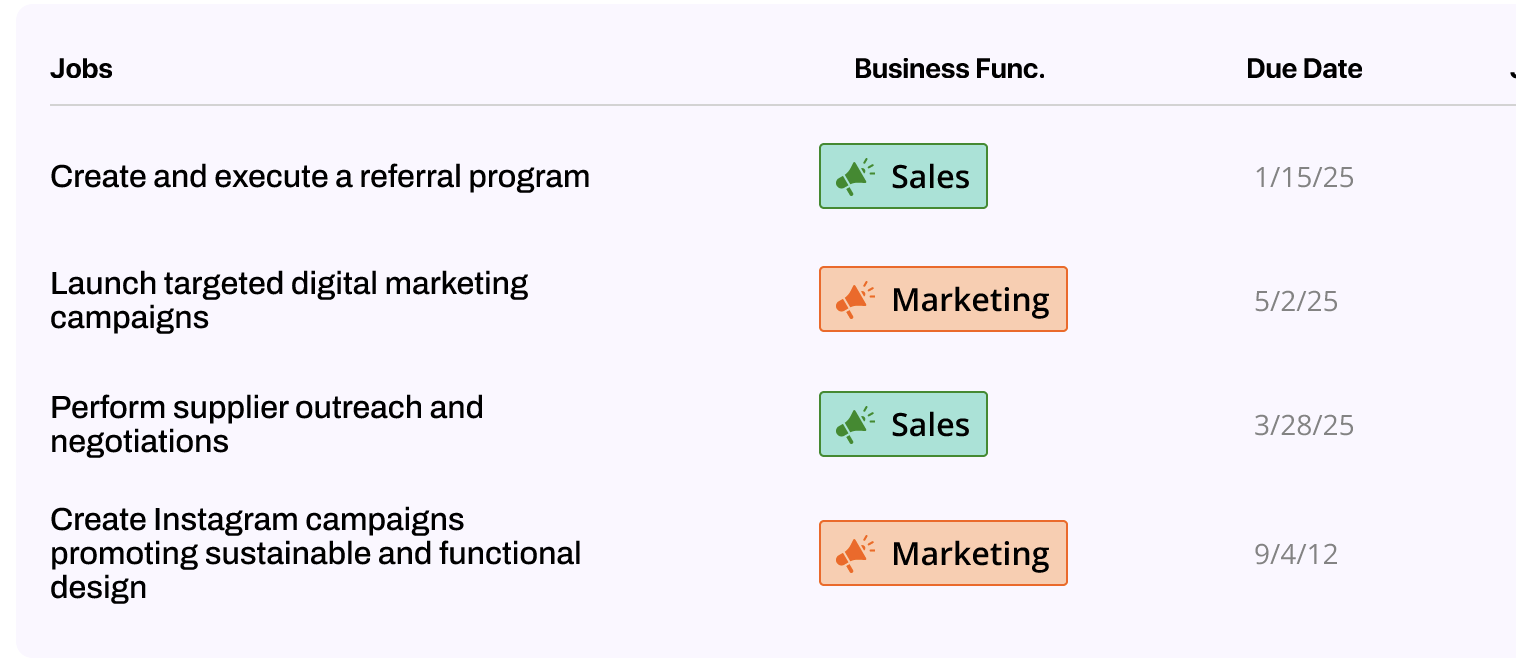 Jobs Business Func. Due Date
Create and execute a referral program Sales 1/15/25
Launch targeted digital marketing
campaigns
Marketing 5/2/25
Perform supplier outreach and
negotiations
Sales 3/28/25
Create Instagram campaigns
promoting sustainable and functional
design
Marketing 9/4/12